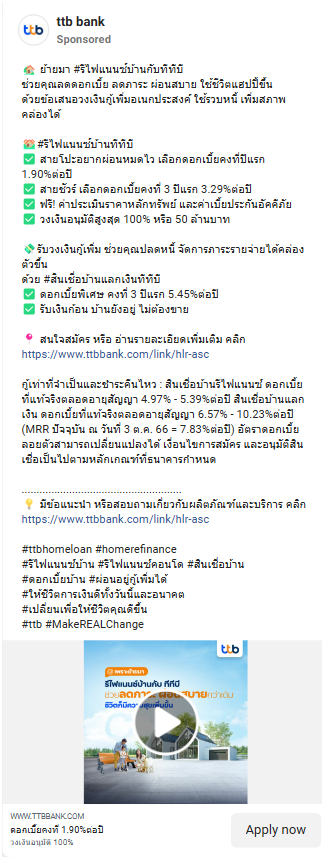 ttb bank
Sponsored
🏠 ย้ายมา #รีไฟแนนซ์บ้านกับทีทีบี
ช่วยคุณลดดอกเบี้ย ลดภาระ ผ่อนสบาย ใช้ชีวิตแฮปปี้ขึ้น
ด้วยข้อเสนอวงเงินกู้เพิ่มอเนกประสงค์ ใช้รวบหนี้ เพิ่มสภาพ
คล่องได้
🏠 #รีไฟแนนซ์บ้านทีทีบี
✅ สายโปะอยากผ่อนหมดไว เลือกดอกเบี้ยคงที่ปีแรก
1.90%ต่อปี
✅ สายชัวร์ เลือกดอกเบี้ยคงที่ 3 ปีแรก 3.29%ต่อปี
✅ ฟรี! ค่าประเมินราคาหลักทรัพย์ และค่าเบี้ยประกันอัคคีภัย
✅ วงเงินอนุมัติสูงสุด 100% หรือ 50 ล้านบาท
💸รับวงเงินกู้เพิ่ม ช่วยคุณปลดหนี้ จัดการภาระรายจ่ายได้คล่อง
ตัวขึ้น
ด้วย #สินเชื่อบ้านแลกเงินทีทีบี
✅ ดอกเบี้ยพิเศษ คงที่ 3 ปีแรก 5.45%ต่อปี
✅ รับเงินก้อน บ้านยังอยู่ ไม่ต้องขาย
📍 สนใจสมัคร หรือ อ่านรายละเอียดเพิ่มเติม คลิก
https://www.ttbbank.com/link/hlr-asc
กู้เท่าที่จำเป็นและชำระคืนไหว : สินเชื่อบ้านรีไฟแนนซ์ ดอกเบี้ย
ที่แท้จริงตลอดอายุสัญญา 4.97% - 5.39%ต่อปี สินเชื่อบ้านแลก
เงิน ดอกเบี้ยที่แท้จริงตลอดอายุสัญญา 6.57% - 10.23%ต่อปี
(MRR ปัจจุบัน ณ วันที่ 3 ต.ค. 66 = 7.83%ต่อปี) อัตราดอกเบี้ย
ลอยตัวสามารถเปลี่ยนแปลงได้ เงื่อนไขการสมัคร และอนุมัติสิน
เชื่อเป็นไปตามหลักเกณฑ์ที่ธนาคารกำหนด
......................................................
💡 มีข้อแนะนำ หรือสอบถามเกี่ยวกับผลิตภัณฑ์และบริการ คลิก
https://www.ttbbank.com/link/hlr-asc
#ttbhomeloan #homerefinance
#รีไฟแนนซ์บ้าน #รีไฟแนนซ์คอนโด #สินเชื่อบ้าน
#ดอกเบี้ยบ้าน #ผ่อนอยู่กู้เพิ่มได้
#ให้ชีวิตการเงินดีทั้งวันนี้และอนาคต
#เปลี่ยนเพื่อให้ชีวิตคุณดีขึ้น
#ttb #MakeREALChange
ttb
เพราะย้ายมา
รีไฟแนนซ์บ้านกับ ทีทีบี
ช่วยลดภาระ ผ่อนสบายกว่าเดิม
ชีวิตก็มีความสุขเพิ่มขึ้น
WWW.TTBBANK.COM
ดอกเบี้ยคงที่ 1.90%ต่อปี
วงเงินอนุมัติ 100%
Apply now